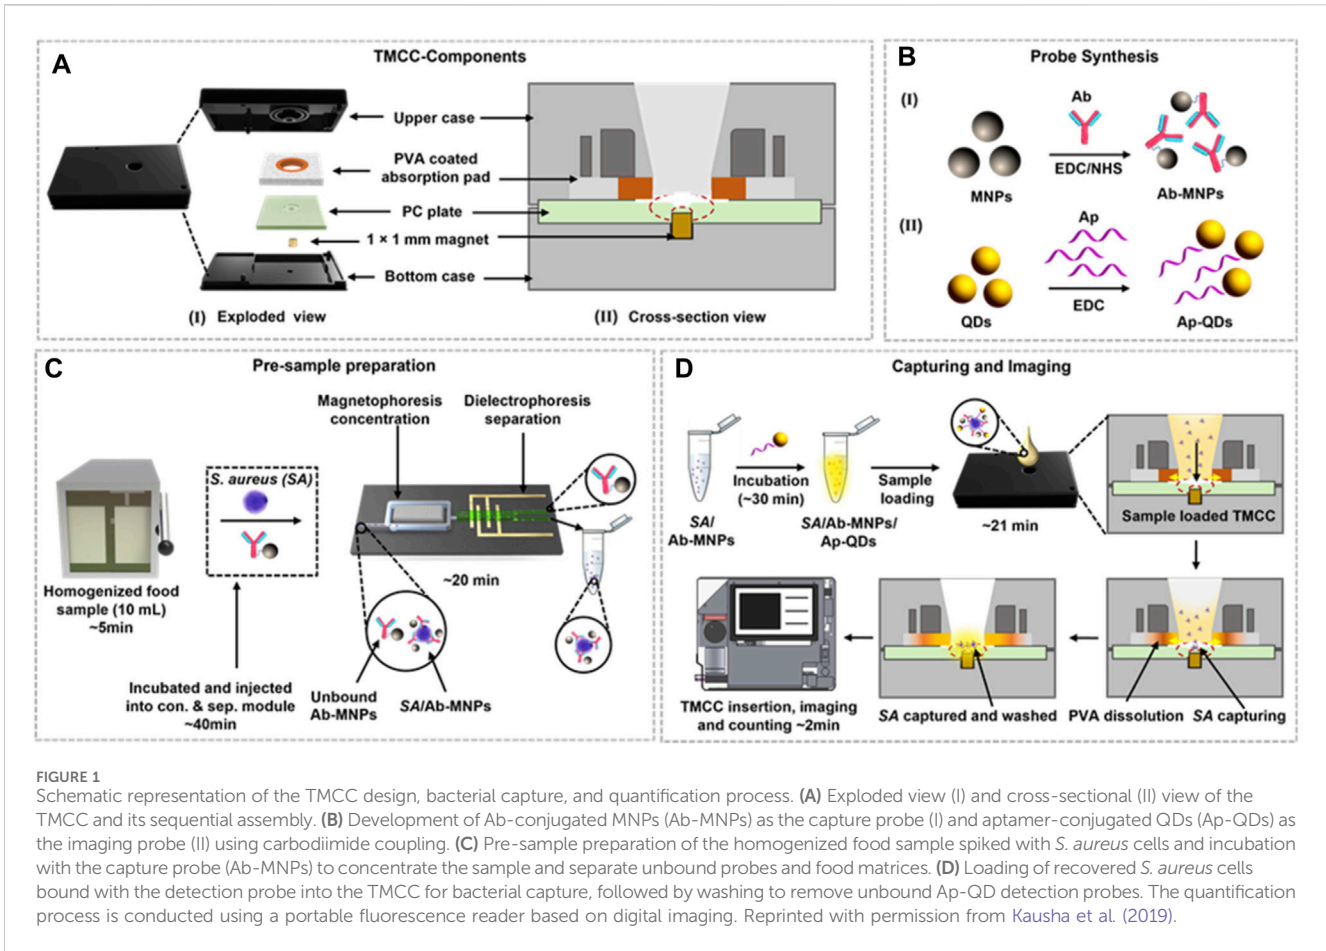 A
TMCC-Components
Upper case
PVA coated
absorption pad
PC plate
1 × 1 mm magnet
Bottom case
(I) Exploded view
(II) Cross-section view
B
Probe Synthesis
(I)
Ab
EDC/NHS
MNPs
Ab-MNPs
(II)
Ap
EDC
QDs
Ap-QDs
C
Pre-sample preparation
Magnetophoresis
concentration
Dielectrophoresis
separation
S. aureus (SA)
Homogenized food
sample (10 mL)
~5min
~20 min
Incubated and injected
into con. & sep. module
~40min
Unbound
Ab-MNPs
SA/Ab-MNPs
D
Capturing and Imaging
Incubation
(~30 min)
Sample
loading
SA/
Ab-MNPs
SA/Ab-MNPs/
Ap-QDs
~21 min
Sample loaded TMCC
TMCC insertion, imaging
and counting ~2min
SA captured and washed
PVA dissolution
SA capturing
FIGURE 1
Schematic representation of the TMCC design, bacterial capture, and quantification process. (A) Exploded view (I) and cross-sectional (II) view of the
TMCC and its sequential assembly. (B) Development of Ab-conjugated MNPs (Ab-MNPs) as the capture probe (I) and aptamer-conjugated QDs (Ap-QDs) as
the imaging probe (II) using carbodiimide coupling. (C) Pre-sample preparation of the homogenized food sample spiked with S. aureus cells and incubation
with the capture probe (Ab-MNPs) to concentrate the sample and separate unbound probes and food matrices. (D) Loading of recovered S. aureus cells
bound with the detection probe into the TMCC for bacterial capture, followed by washing to remove unbound Ap-QD detection probes. The quantification
process is conducted using a portable fluorescence reader based on digital imaging. Reprinted with permission from Kausha et al. (2019).